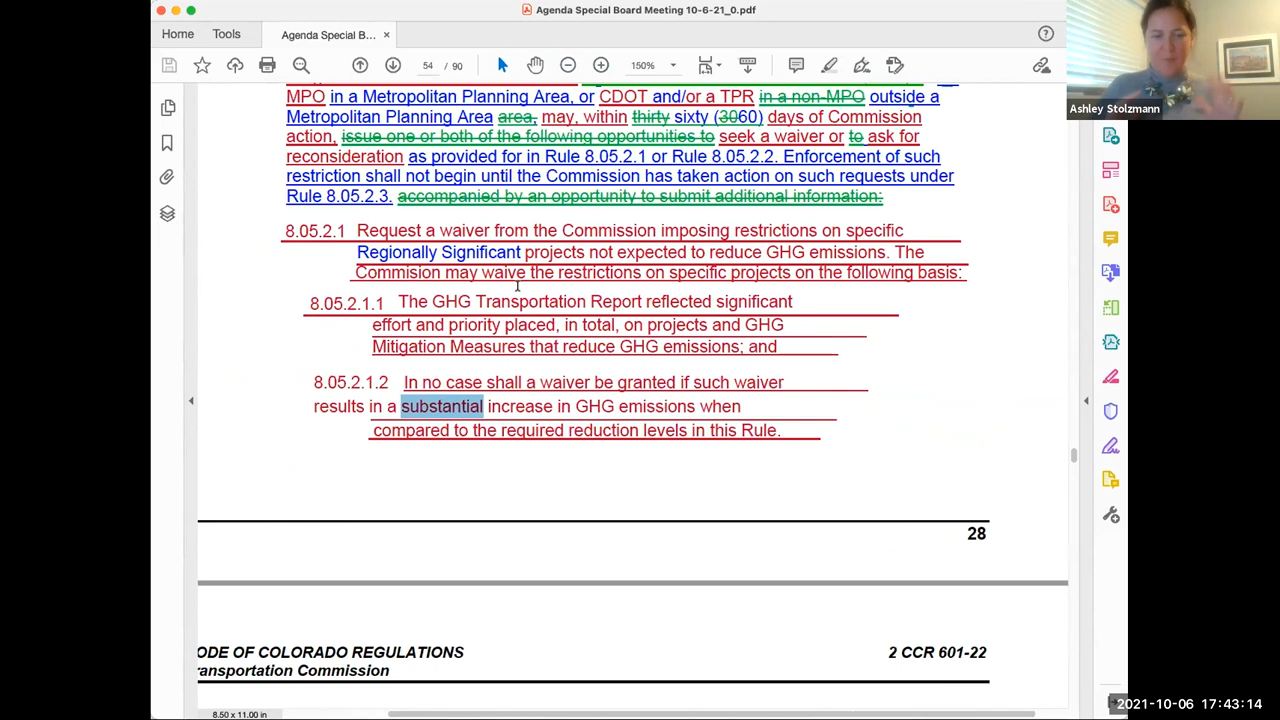 Agenda Special Board Meeting 10-6-21_0.pdf
Home Tools Agenda Special B... ×
54 / 90 150%
Ashley Stolzmann
MPO in a Metropolitan Planning Area, or CDOT and/or a TPR in a non-MPO outside a
Metropolitan Planning Area area, may, within thirty sixty (3060) days of Commission
action, issue one or both of the following opportunities to seek a waiver or to ask for
reconsideration as provided for in Rule 8.05.2.1 or Rule 8.05.2.2. Enforcement of such
restriction shall not begin until the Commission has taken action on such requests under
Rule 8.05.2.3. accompanied by an opportunity to submit additional information:
8.05.2.1 Request a waiver from the Commission imposing restrictions on specific
Regionally Significant projects not expected to reduce GHG emissions. The
Commision may waive the restrictions on specific projects on the following basis:
8.05.2.1.1 The GHG Transportation Report reflected significant
effort and priority placed, in total, on projects and GHG
Mitigation Measures that reduce GHG emissions; and
8.05.2.1.2 In no case shall a waiver be granted if such waiver
results in a substantial increase in GHG emissions when
compared to the required reduction levels in this Rule.
28
ODE OF COLORADO REGULATIONS 2 CCR 601-22
ransportation Commission
8.50 x 11.00 in
2021-10-06 17:43:14